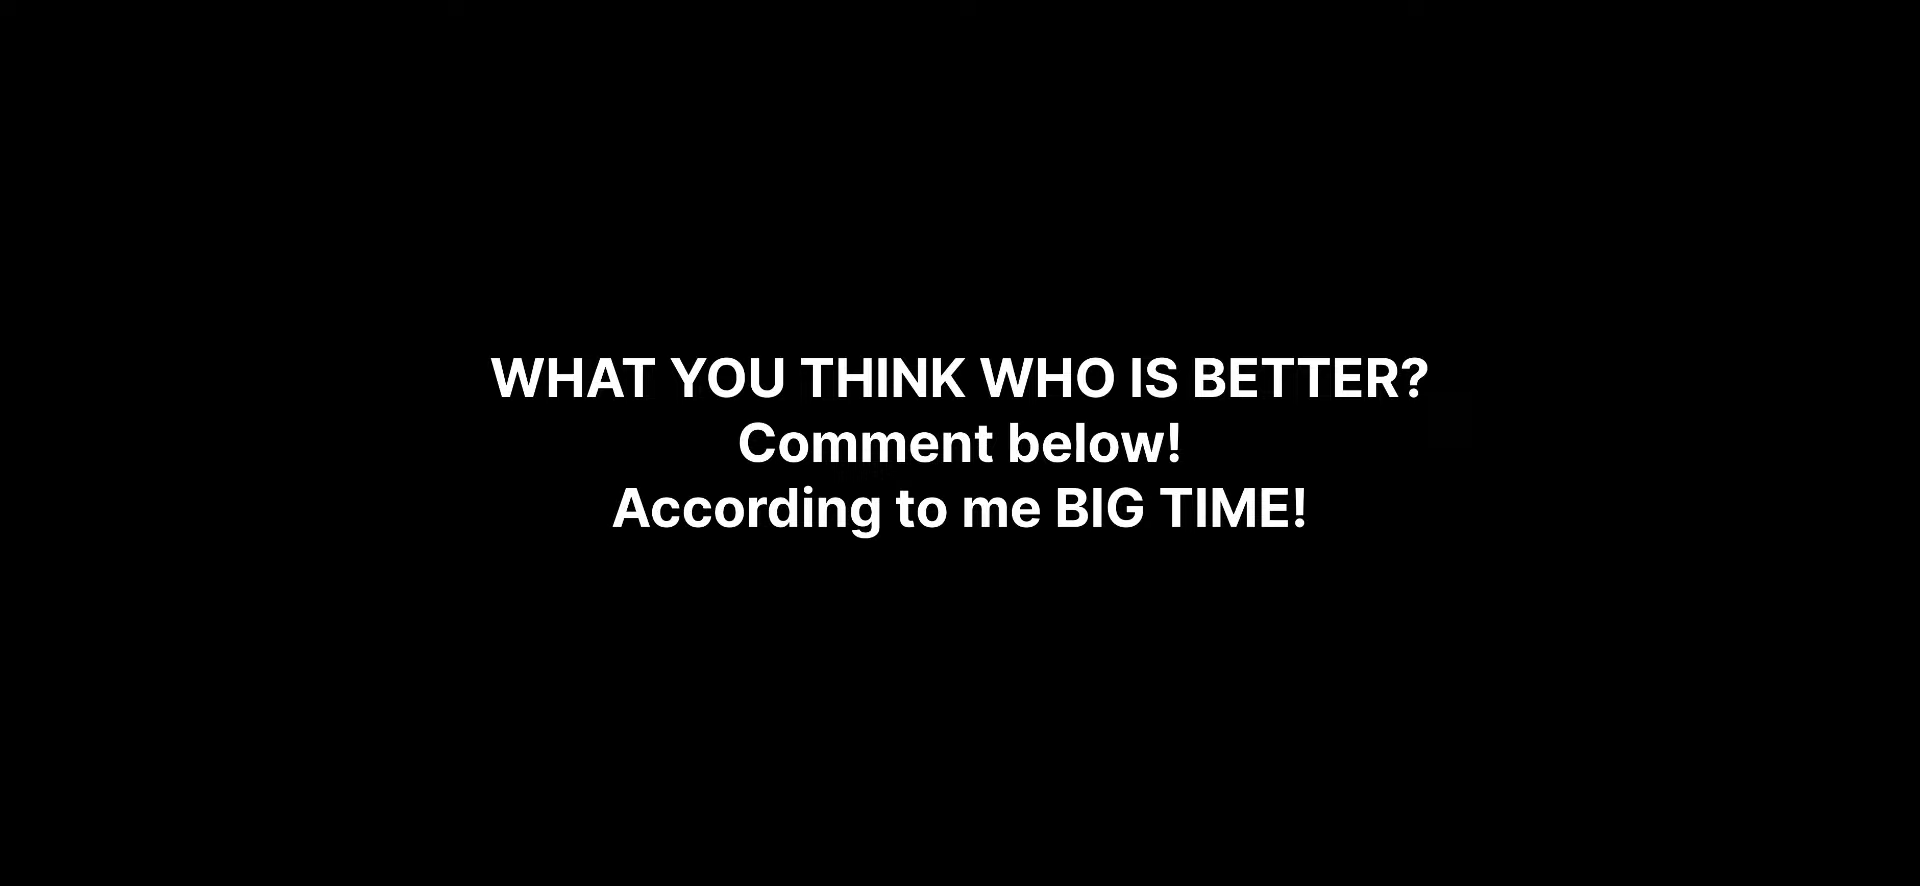 WHAT YOU THINK WHO IS BETTER?
Comment below!
According to me BIG TIME!